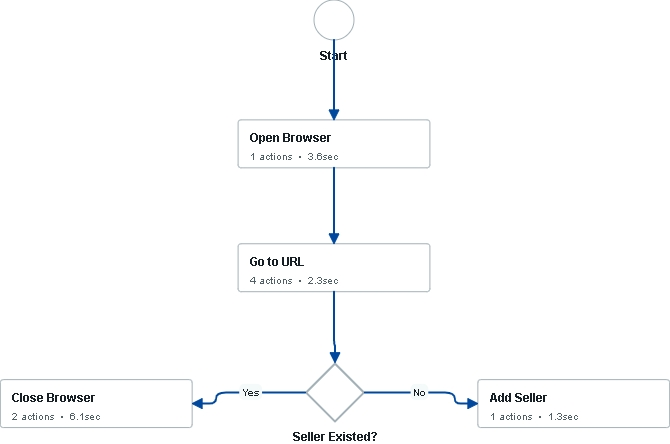 Start
Open Browser
1 actions • 3.6sec
Go to URL
4 actions • 2.3sec
Yes
No
Close Browser
2 actions • 6.1sec
Add Seller
1 actions • 1.3sec
Seller Existed?